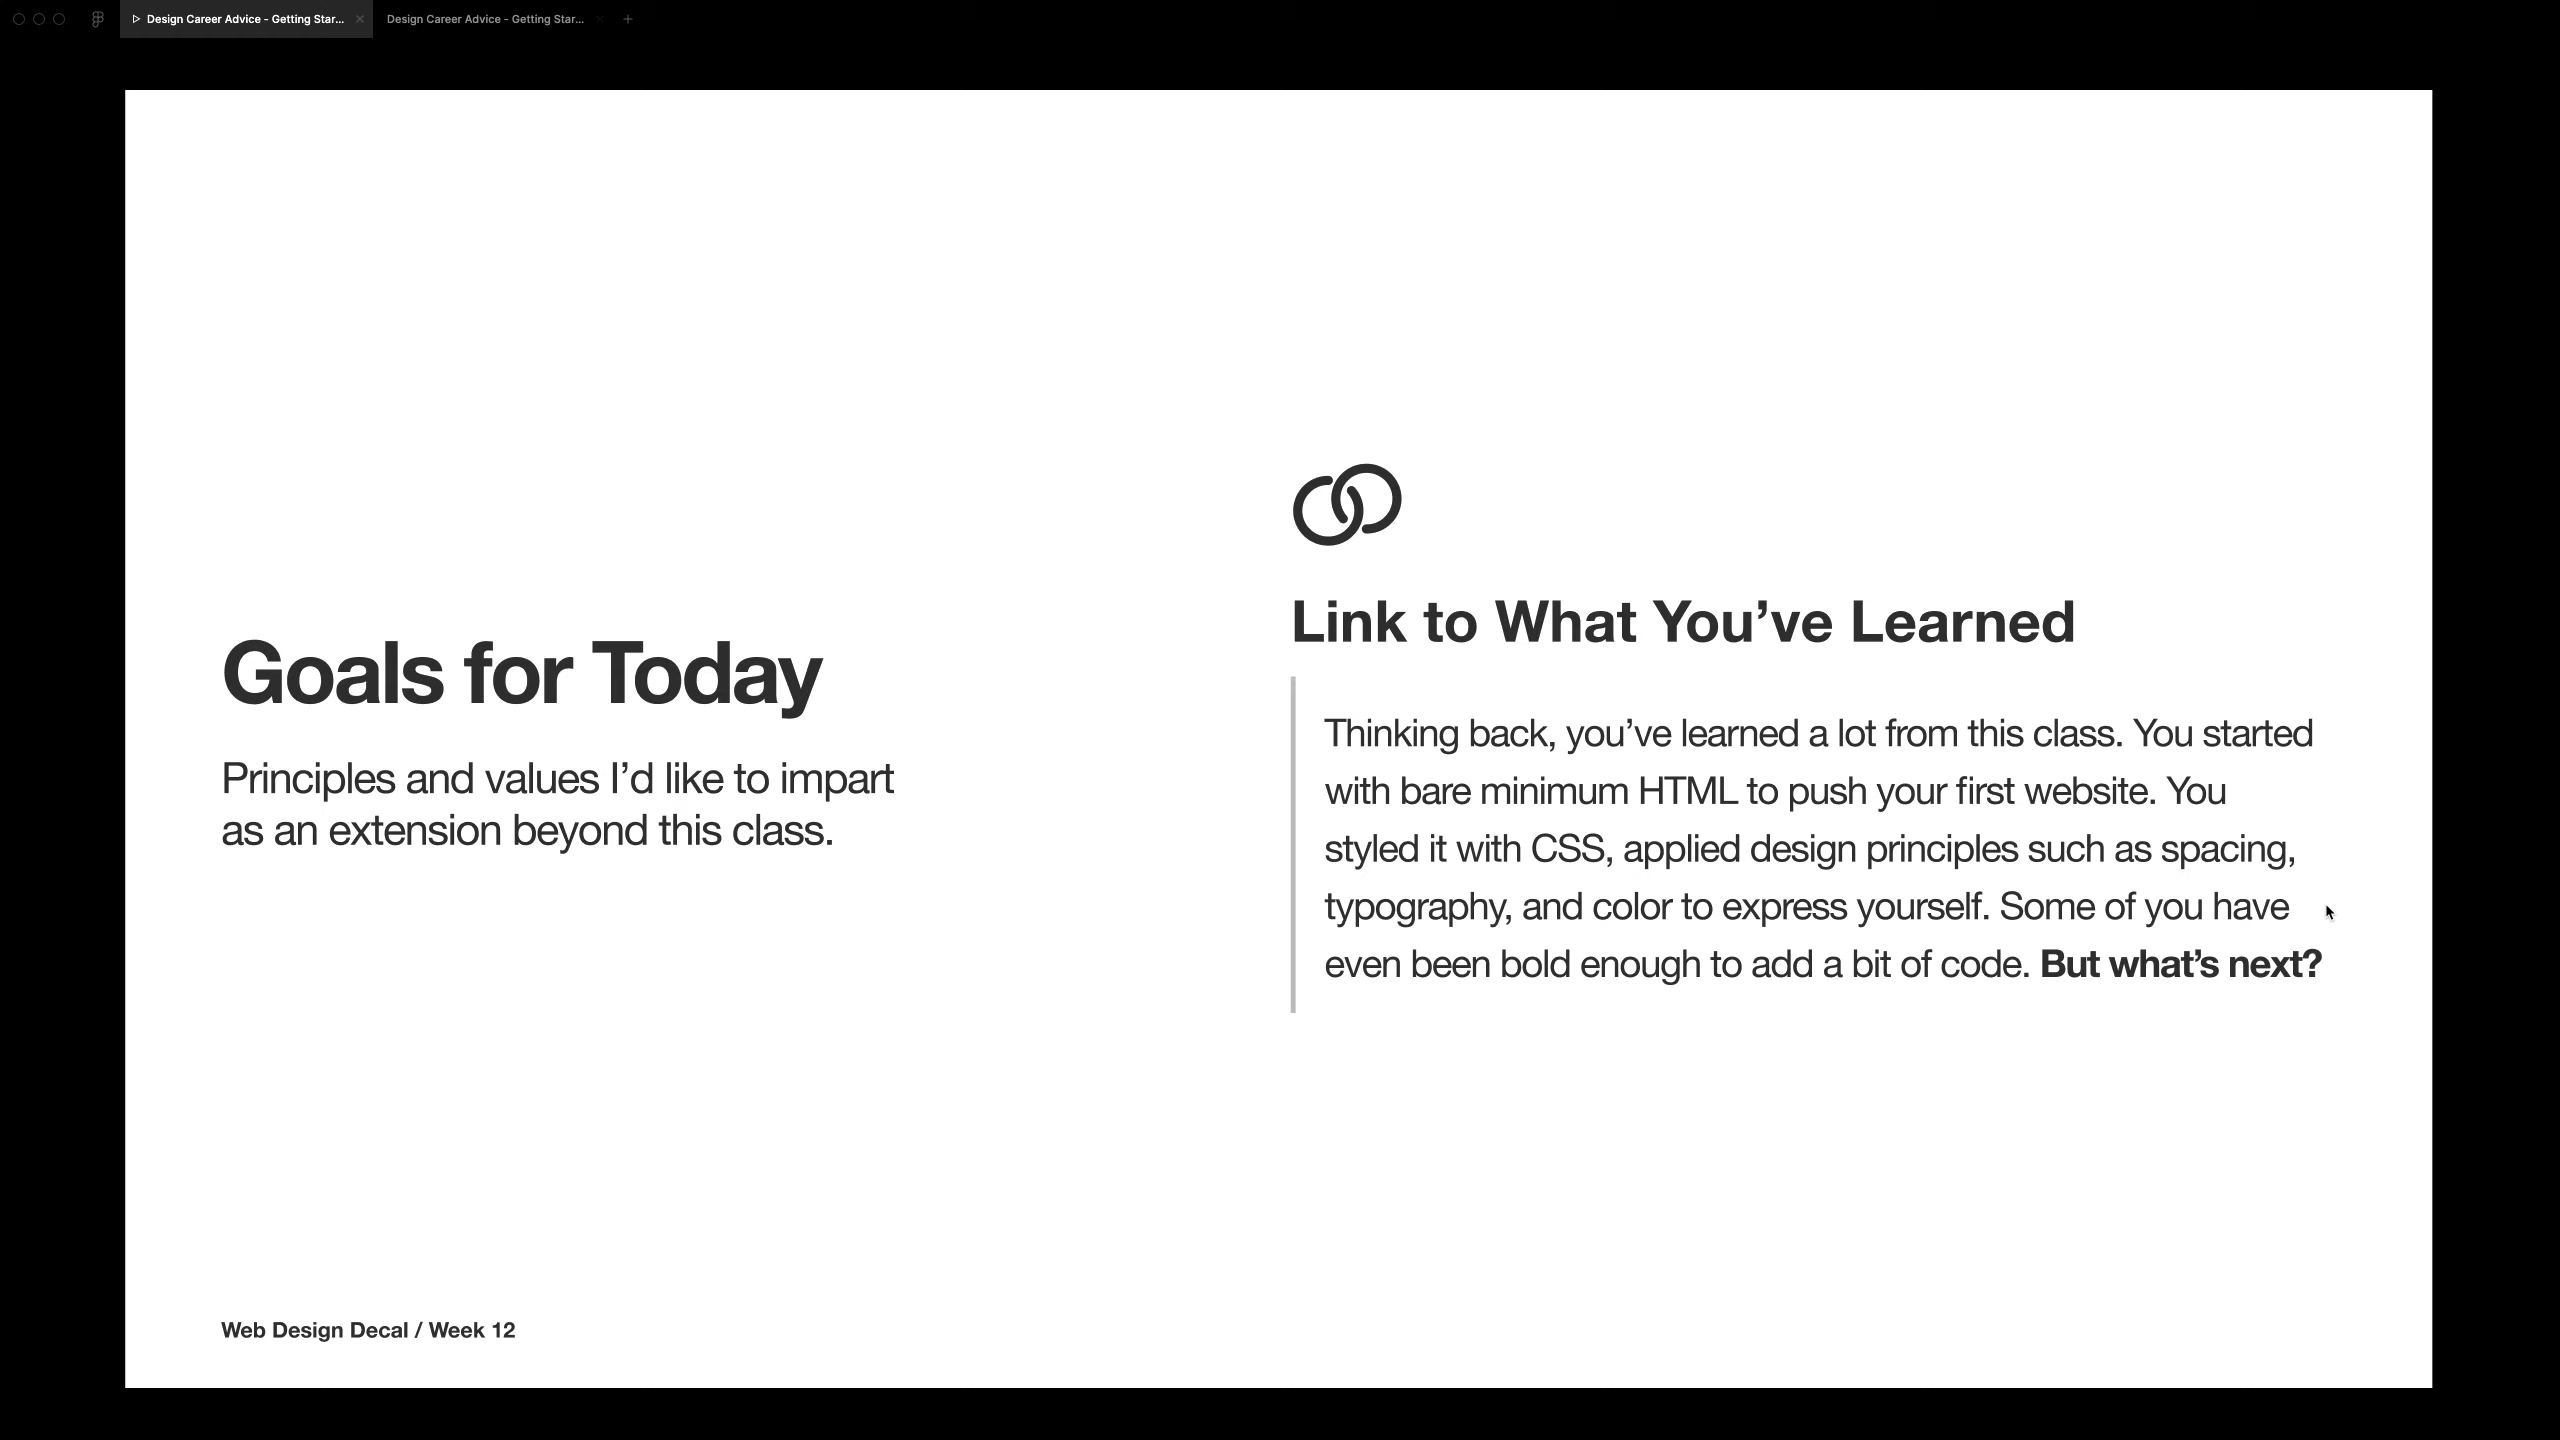 Design Career Advice - Getting Star...
Design Career Advice - Getting Star...
Goals for Today
Principles and values I’d like to impart
as an extension beyond this class.
Link to What You’ve Learned
Thinking back, you’ve learned a lot from this class. You started
with bare minimum HTML to push your first website. You
styled it with CSS, applied design principles such as spacing,
typography, and color to express yourself. Some of you have
even been bold enough to add a bit of code. But what’s next?
Web Design Decal / Week 12